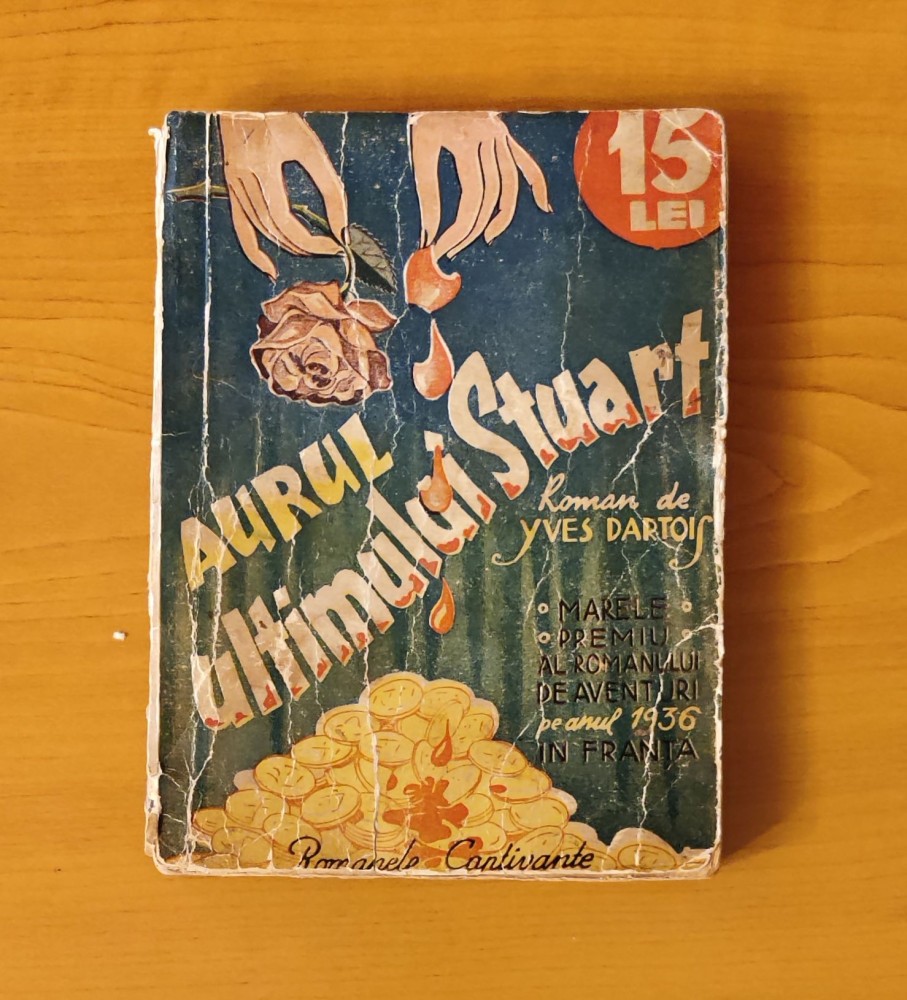 15
LEI
AURUL
ultimului Stuart
Roman de
YVES DARTOIS
MARELE
PREMIU
AL ROMANULUI
DE AVENTURI
pe anul 1936
IN FRANȚA
Romanele Captivante